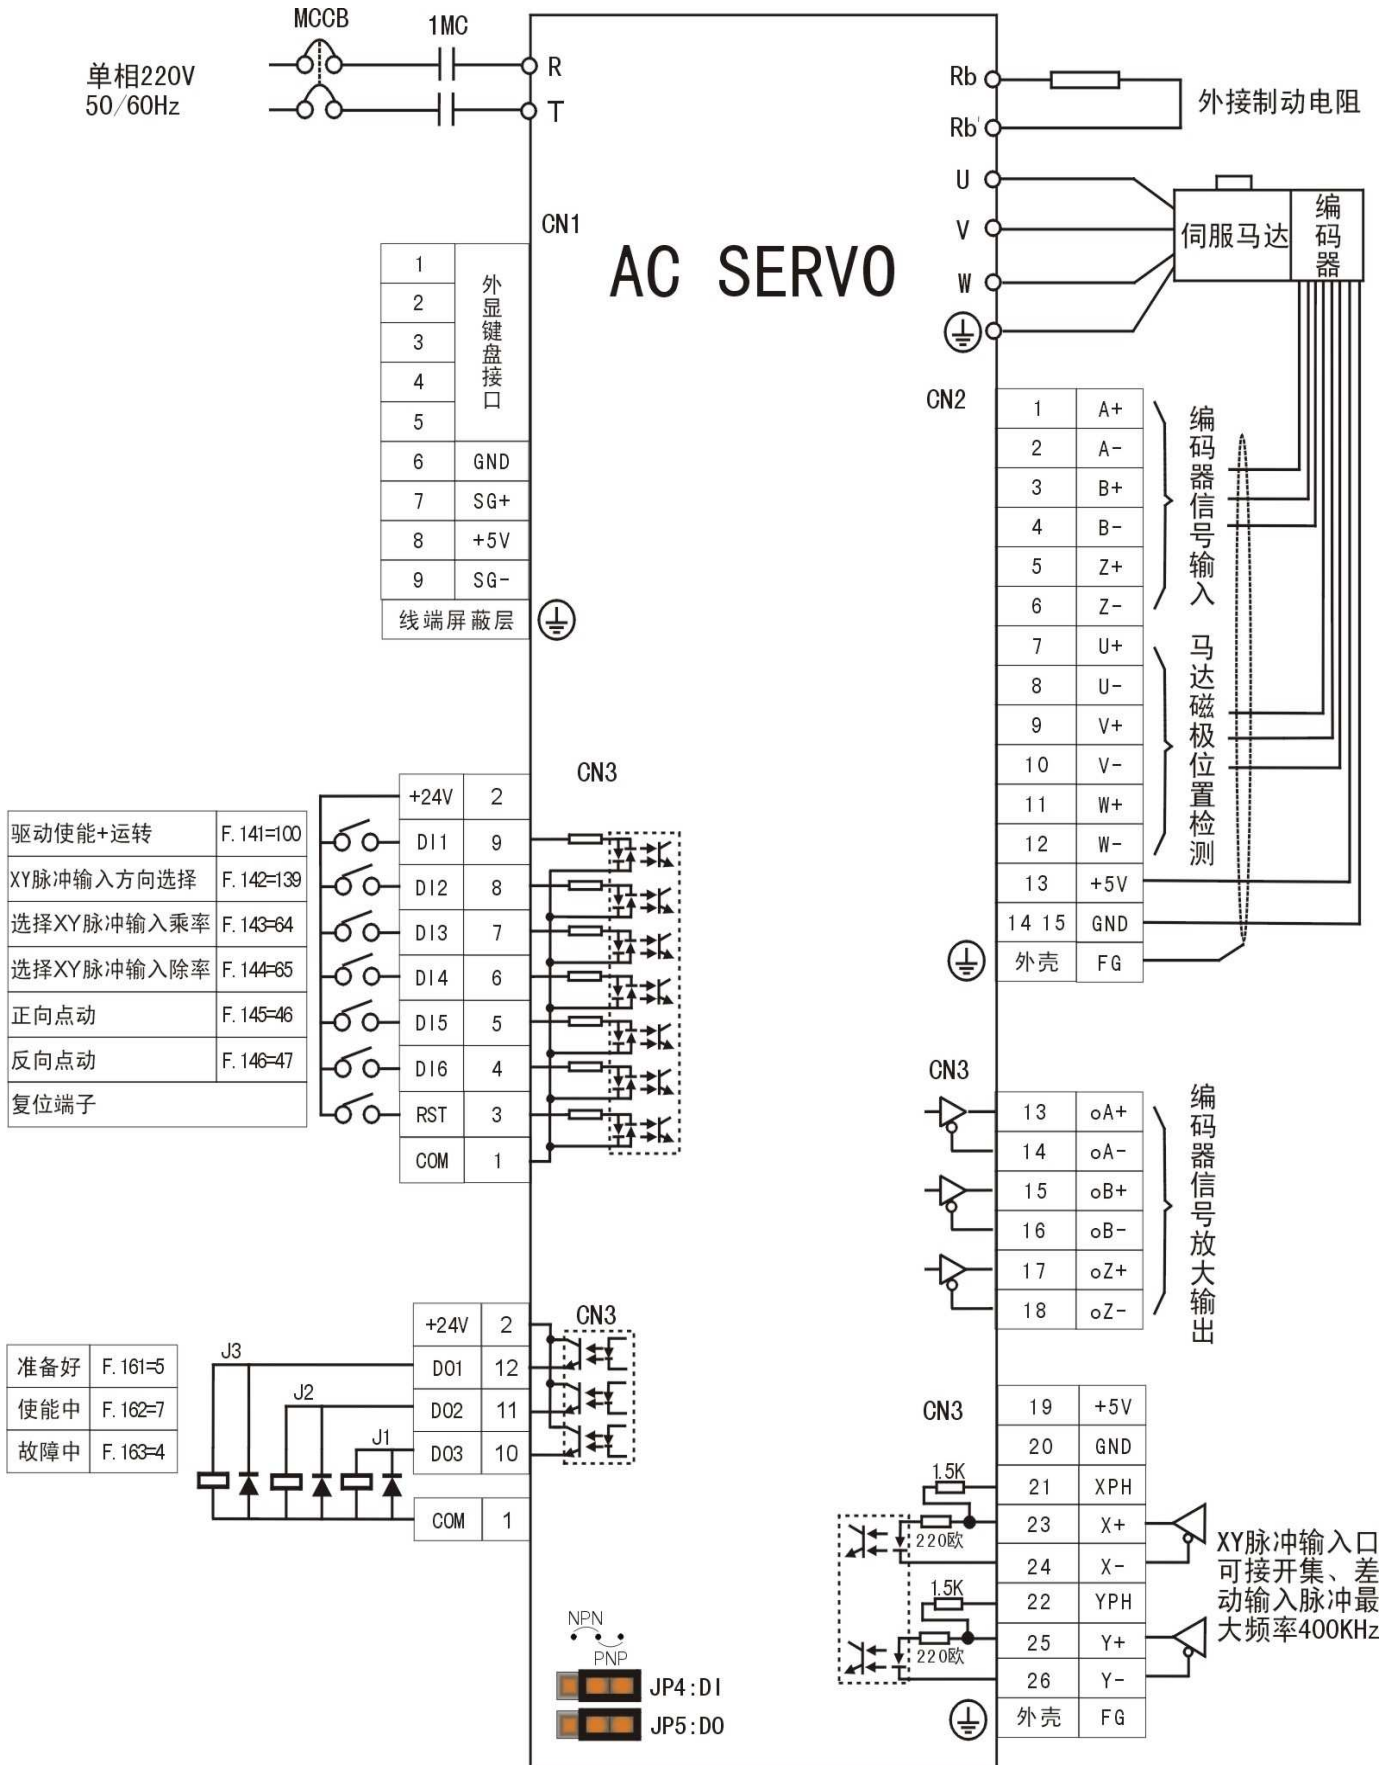 MCCB
1MC
单相220V
50/60Hz
R
T
Rb
Rb'
外接制动电阻
U
V
W
伺服马达
编码器
AC SERVO
CN1
1
2
3
4
5
外显键盘接口
6 GND
7 SG+
8 +5V
9 SG-
线端屏蔽层
CN2
1 A+
2 A-
3 B+
4 B-
5 Z+
6 Z-
7 U+
8 U-
9 V+
10 V-
11 W+
12 W-
13 +5V
14 15 GND
外壳 FG
编码器信号输入
马达磁极位置检测
CN3
+24V 2
驱动使能+运转 F.141=100 DI1 9
XY脉冲输入方向选择 F.142=139 DI2 8
选择XY脉冲输入乘率 F.143=64 DI3 7
选择XY脉冲输入除率 F.144=65 DI4 6
正向点动 F.145=46 DI5 5
反向点动 F.146=47 DI6 4
复位端子 RST 3
COM 1
CN3
13 oA+
14 oA-
15 oB+
16 oB-
17 oZ+
18 oZ-
编码器信号放大输出
CN3
+24V 2
准备好 F.161=5 J3 DO1 12
使能中 F.162=7 J2 DO2 11
故障中 F.163=4 J1 DO3 10
COM 1
CN3
19 +5V
20 GND
1.5K
21 XPH
220欧
23 X+
24 X-
1.5K
22 YPH
220欧
25 Y+
26 Y-
外壳 FG
XY脉冲输入口
可接开集、差
动输入脉冲最
大频率400KHz
NPN
PNP
JP4:DI
JP5:DO